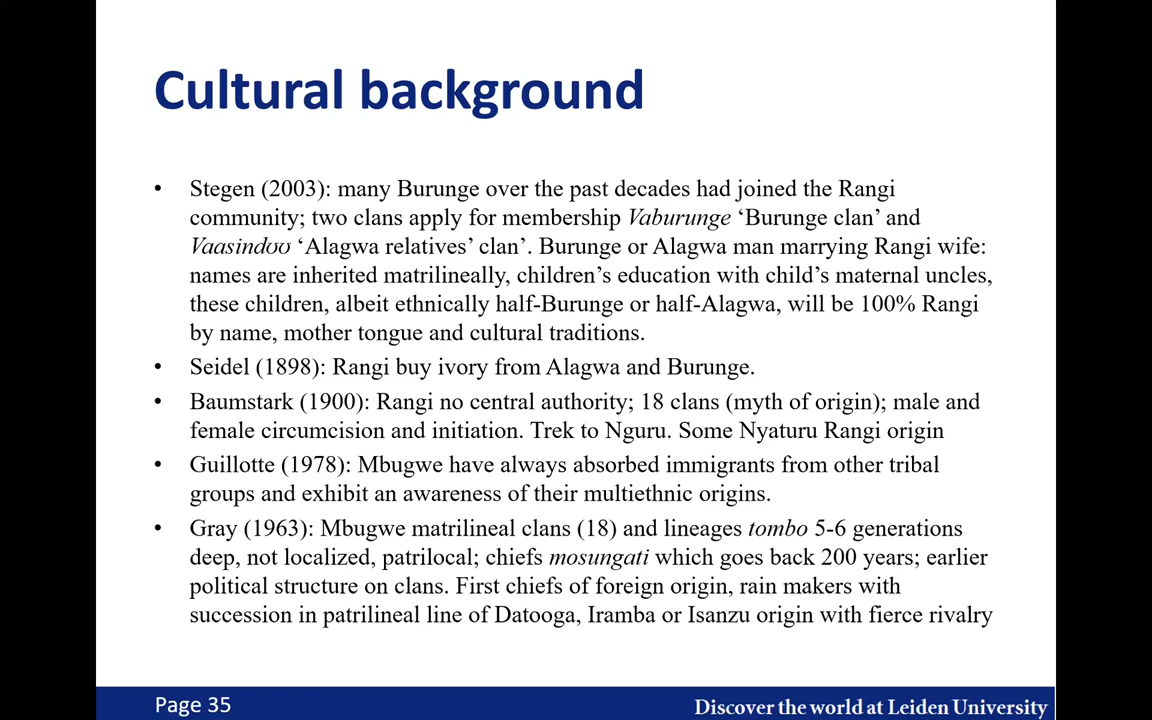 Cultural background
• Stegen (2003): many Burunge over the past decades had joined the Rangi
community; two clans apply for membership Vaburunge ‘Burunge clan’ and
Vaasindʊʊ ‘Alagwa relatives’ clan’. Burunge or Alagwa man marrying Rangi wife:
names are inherited matrilineally, children’s education with child’s maternal uncles,
these children, albeit ethnically half-Burunge or half-Alagwa, will be 100% Rangi
by name, mother tongue and cultural traditions.
• Seidel (1898): Rangi buy ivory from Alagwa and Burunge.
• Baumstark (1900): Rangi no central authority; 18 clans (myth of origin); male and
female circumcision and initiation. Trek to Nguru. Some Nyaturu Rangi origin
• Guillotte (1978): Mbugwe have always absorbed immigrants from other tribal
groups and exhibit an awareness of their multiethnic origins.
• Gray (1963): Mbugwe matrilineal clans (18) and lineages tombo 5-6 generations
deep, not localized, patrilocal; chiefs mosungati which goes back 200 years; earlier
political structure on clans. First chiefs of foreign origin, rain makers with
succession in patrilineal line of Datooga, Iramba or Isanzu origin with fierce rivalry
Page 35
Discover the world at Leiden University